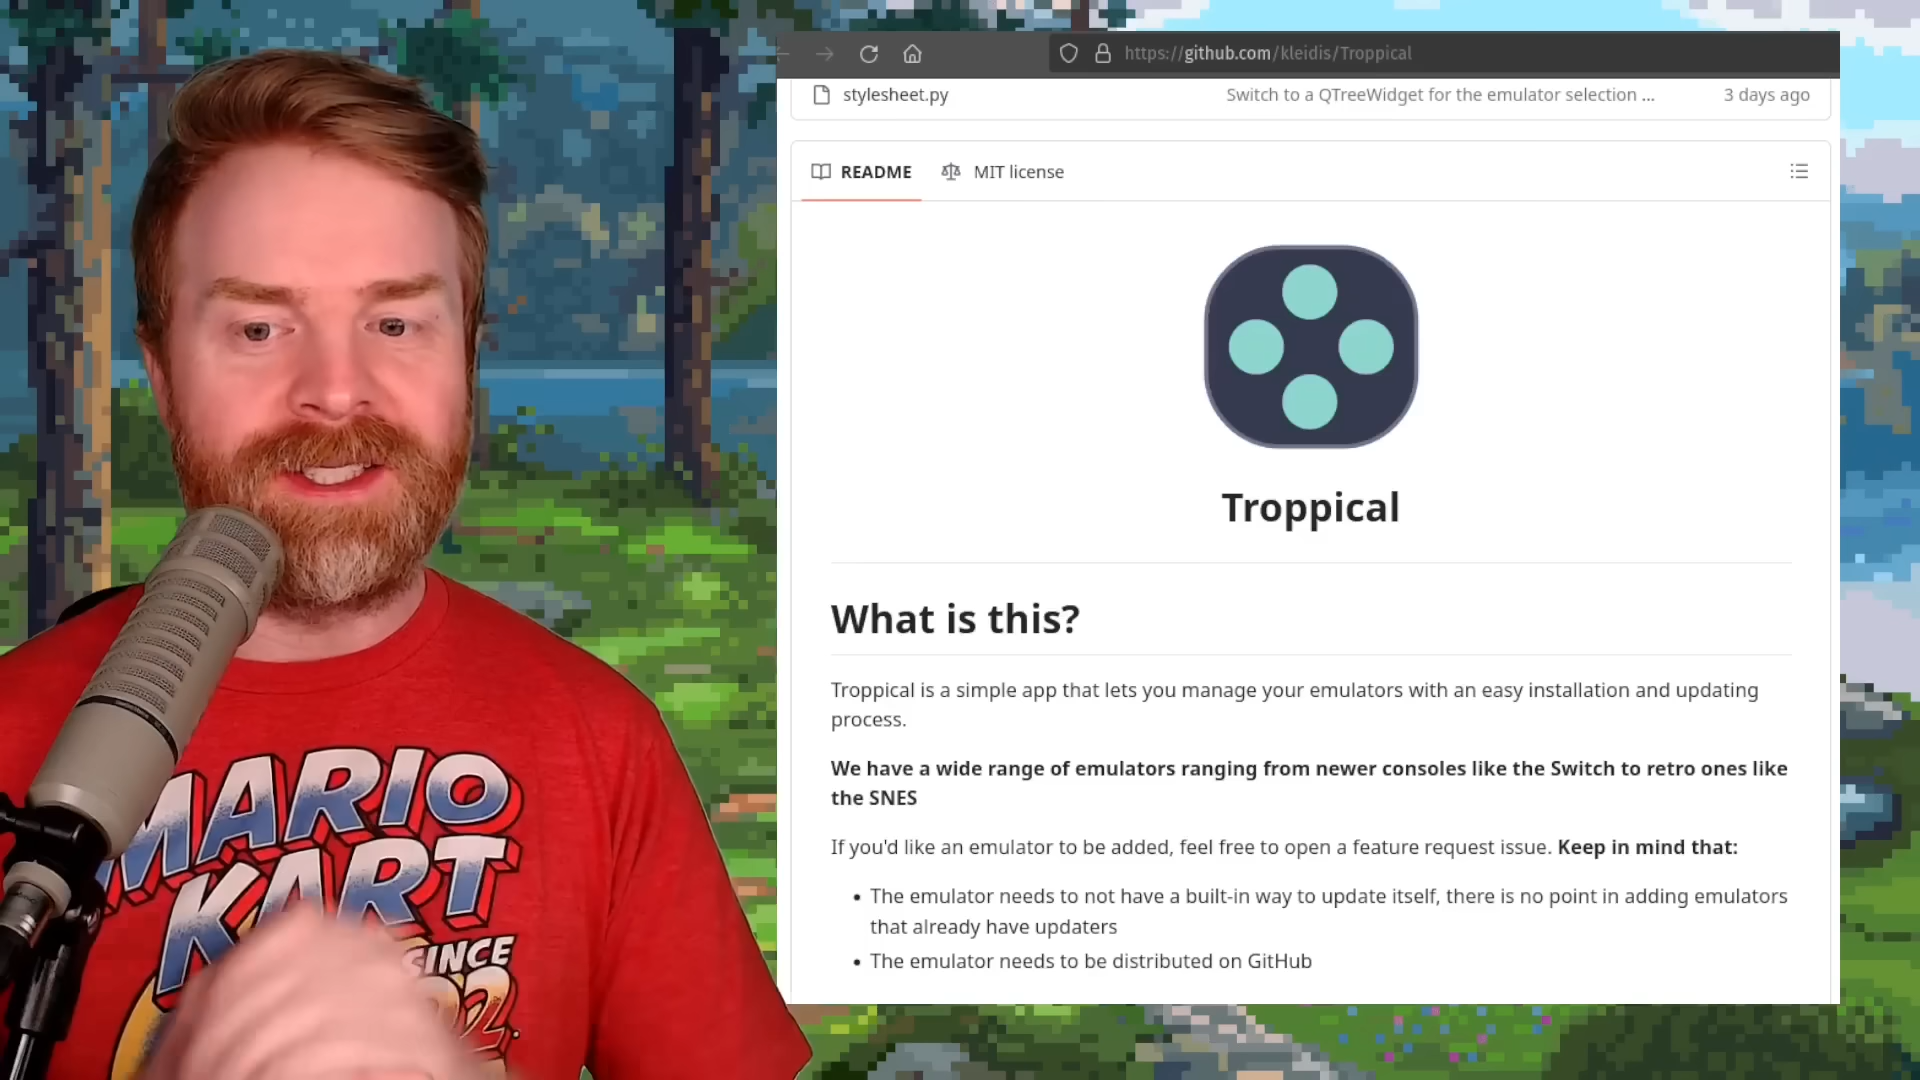 https://github.com/kleidis/Troppical
stylesheet.py
Switch to a QTreeWidget for the emulator selection ...
3 days ago
README
MIT license
Troppical
What is this?
Troppical is a simple app that lets you manage your emulators with an easy installation and updating
process.
We have a wide range of emulators ranging from newer consoles like the Switch to retro ones like
the SNES
If you'd like an emulator to be added, feel free to open a feature request issue. Keep in mind that:
• The emulator needs to not have a built-in way to update itself, there is no point in adding emulators
that already have updaters
• The emulator needs to be distributed on GitHub
MARIO
KART
SINCE